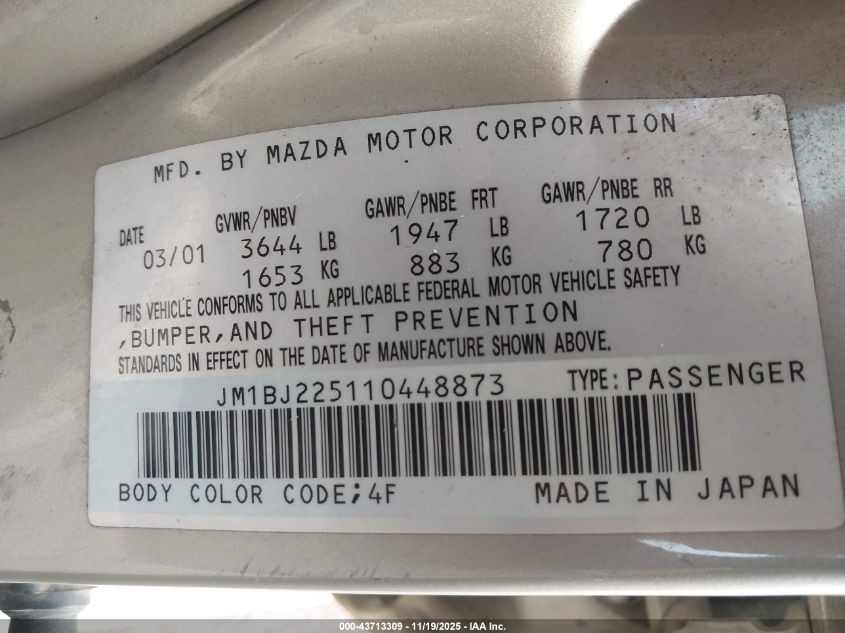 MFD. BY MAZDA MOTOR CORPORATION
DATE GVWR/PNBV GAWR/PNBE FRT GAWR/PNBE RR
03/01 3644 LB 1947 LB 1720 LB
1653 KG 883 KG 780 KG
THIS VEHICLE CONFORMS TO ALL APPLICABLE FEDERAL MOTOR VEHICLE SAFETY
,BUMPER,AND THEFT PREVENTION
STANDARDS IN EFFECT ON THE DATE OF MANUFACTURE SHOWN ABOVE.
JM1BJ225110448873 TYPE:PASSENGER
BODY COLOR CODE;4F MADE IN JAPAN
000-43713309 - 11/19/2025 - IAA Inc.